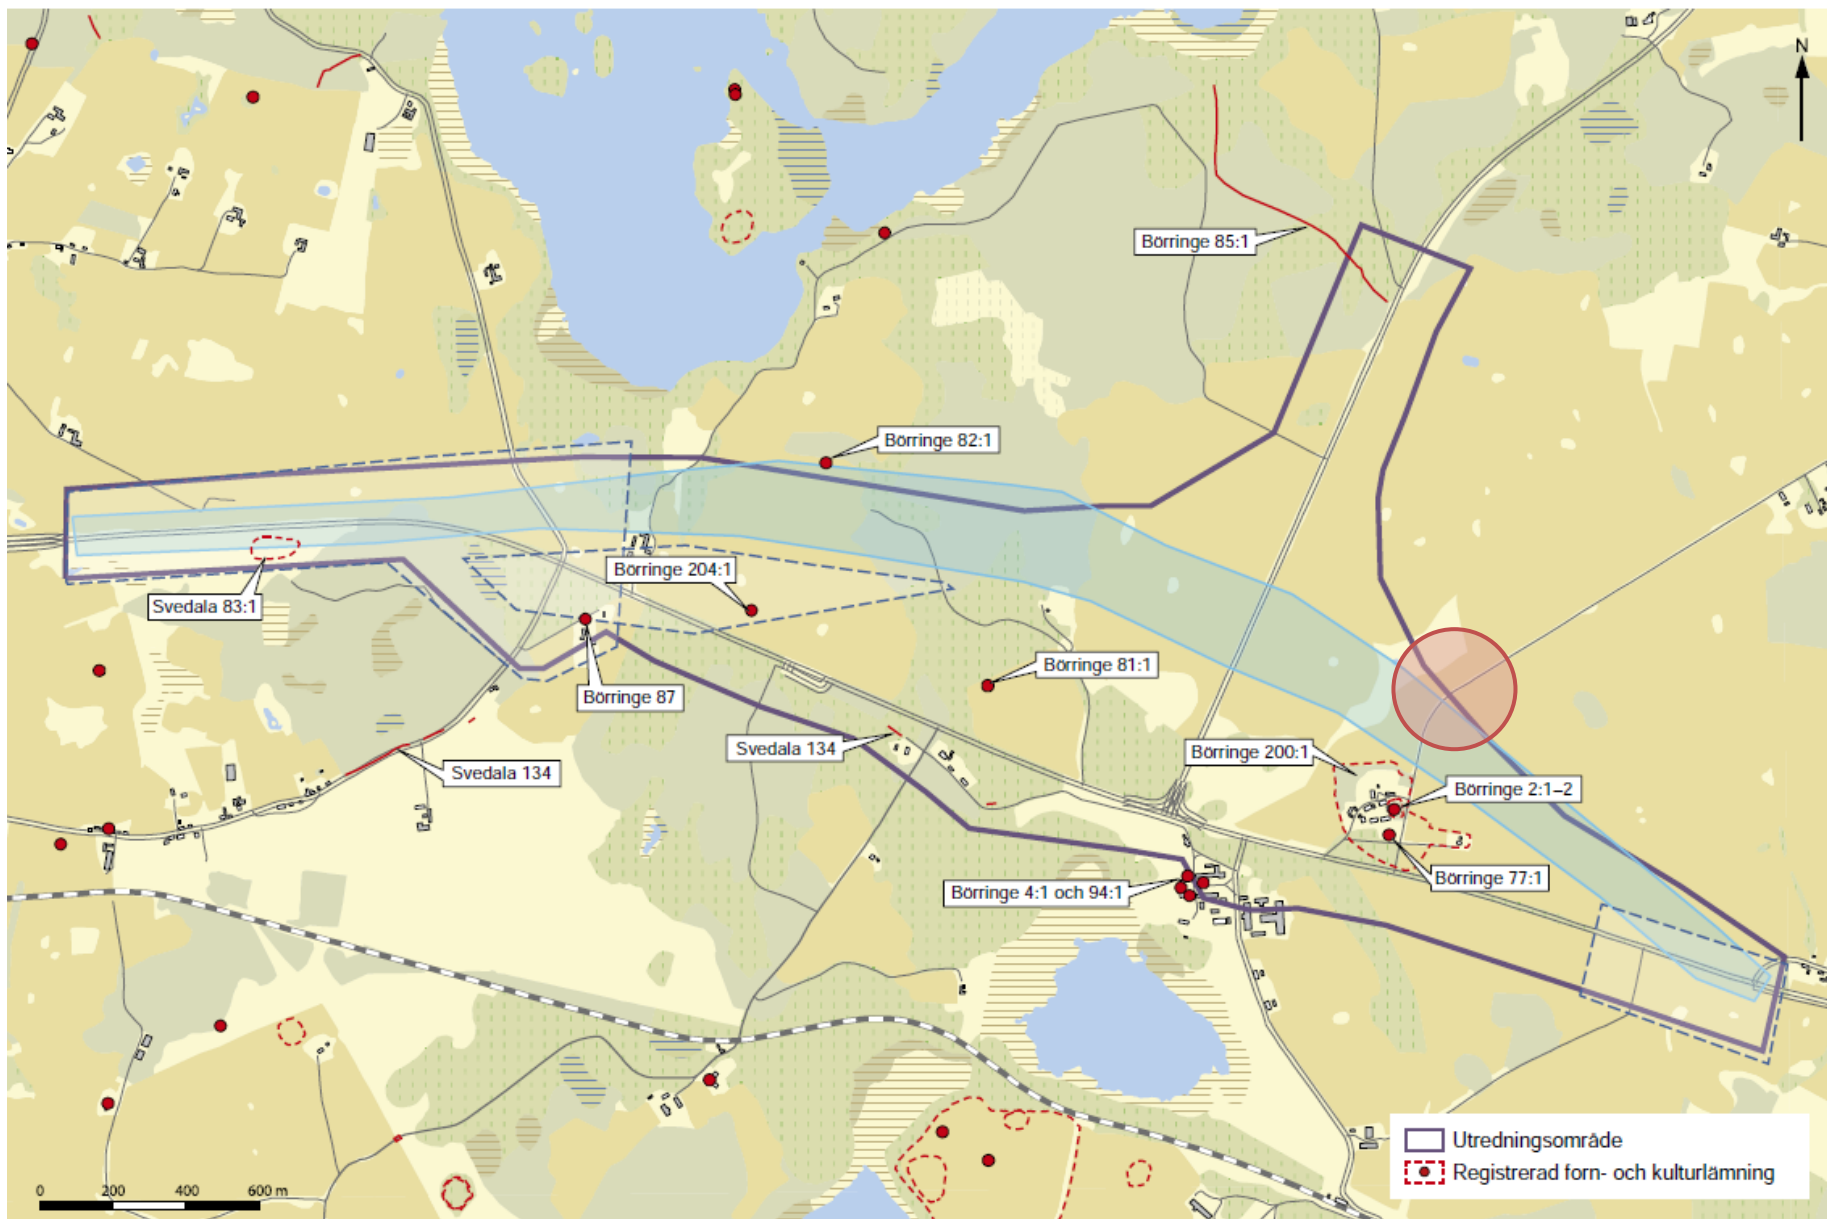 N
Börringe 85:1
Börringe 82:1
Börringe 204:1
Svedala 83:1
Börringe 81:1
Börringe 87
Svedala 134
Börringe 200:1
Svedala 134
Börringe 2:1–2
Börringe 77:1
Börringe 4:1 och 94:1
Utredningsområde
Registrerad forn- och kulturlämning
0 200 400 600 m